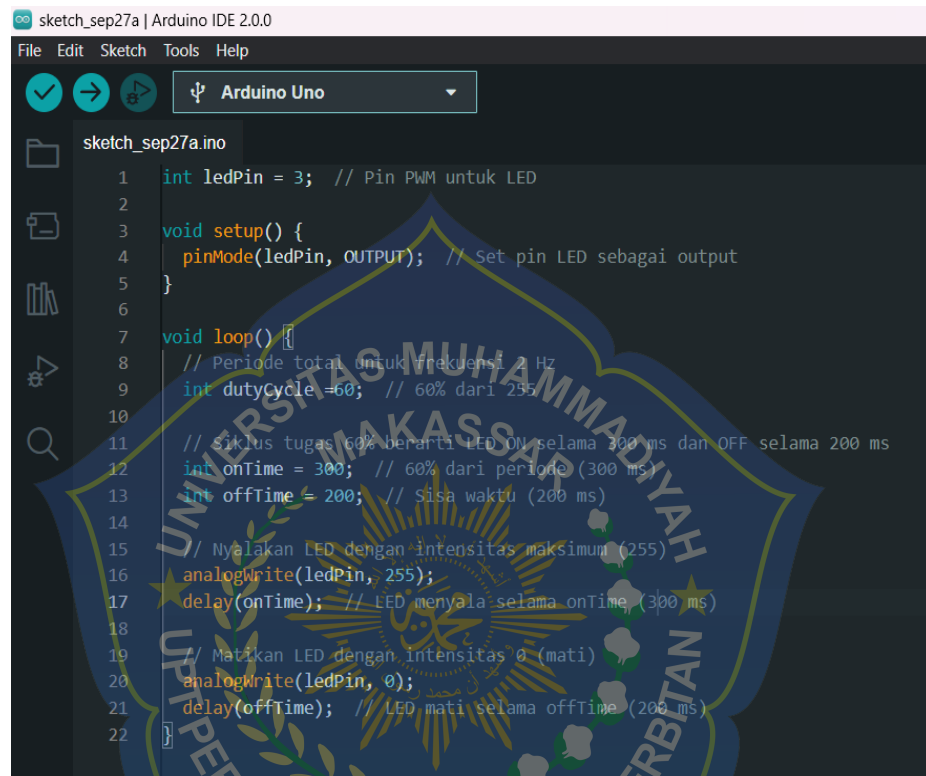 sketch_sep27a | Arduino IDE 2.0.0
File Edit Sketch Tools Help
Arduino Uno
sketch_sep27a.ino
1 int ledPin = 3; // Pin PWM untuk LED
2
3 void setup() {
4 pinMode(ledPin, OUTPUT); // Set pin LED sebagai output
5 }
6
7 void loop() {
8 // Periode total untuk frekuensi 2 Hz
9 int dutyCycle =60; // 60% dari 255
10
11 // Siklus tugas 60% berarti LED ON selama 300 ms dan OFF selama 200 ms
12 int onTime = 300; // 60% dari periode (300 ms)
13 int offTime = 200; // Sisa waktu (200 ms)
14
15 // Nyalakan LED dengan intensitas maksimum (255)
16 analogWrite(ledPin, 255);
17 delay(onTime); // LED menyala selama onTime (300 ms)
18
19 // Matikan LED dengan intensitas 0 (mati)
20 analogWrite(ledPin, 0);
21 delay(offTime); // LED mati selama offTime (200 ms)
22 }
UNIVERSITAS MUHAMMADIYAH
MAKASSAR